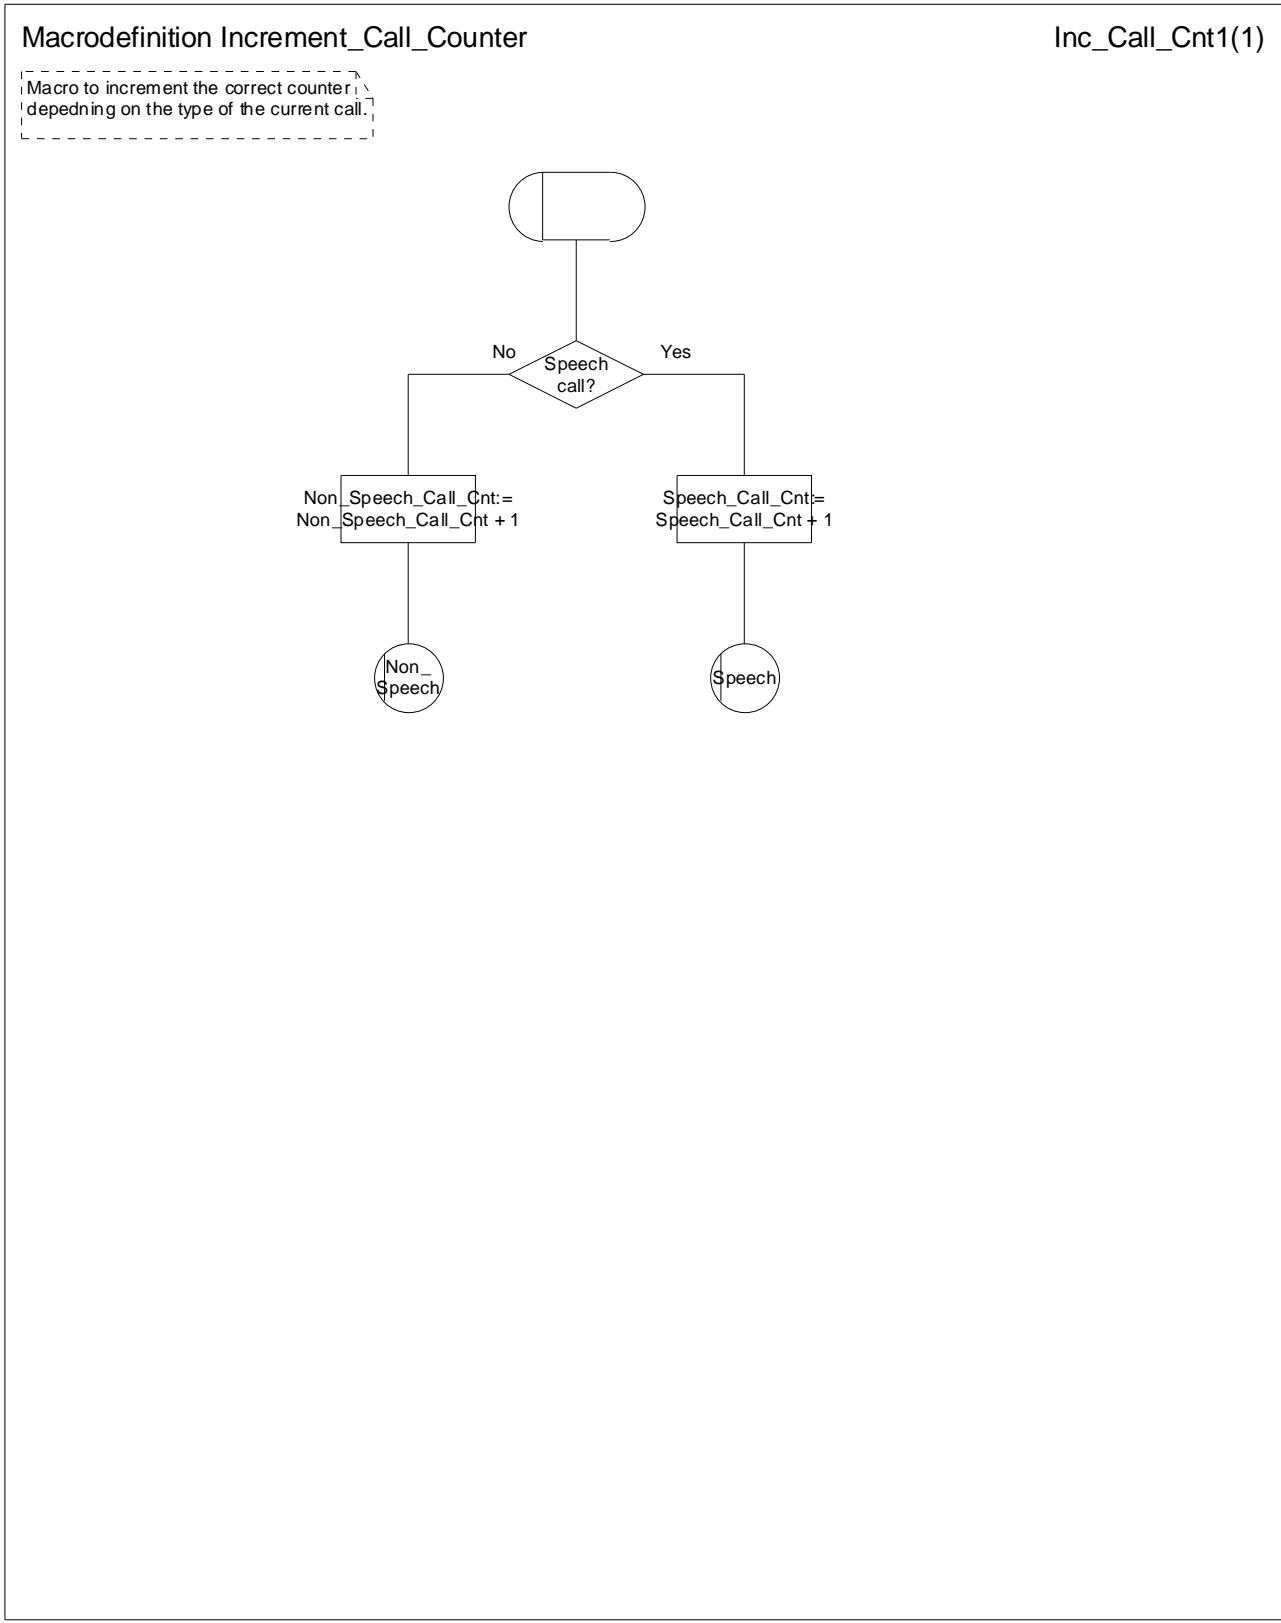 Macrodefinition Increment_Call_Counter
Inc_Call_Cnt1(1)
Macro to increment the correct counter
depedning on the type of the current call.
No
Yes
Speech
call?
Non_Speech_Call_Cnt:=
Non_Speech_Call_Cnt + 1
Speech_Call_Cnt:=
Speech_Call_Cnt + 1
Non_
Speech
Speech